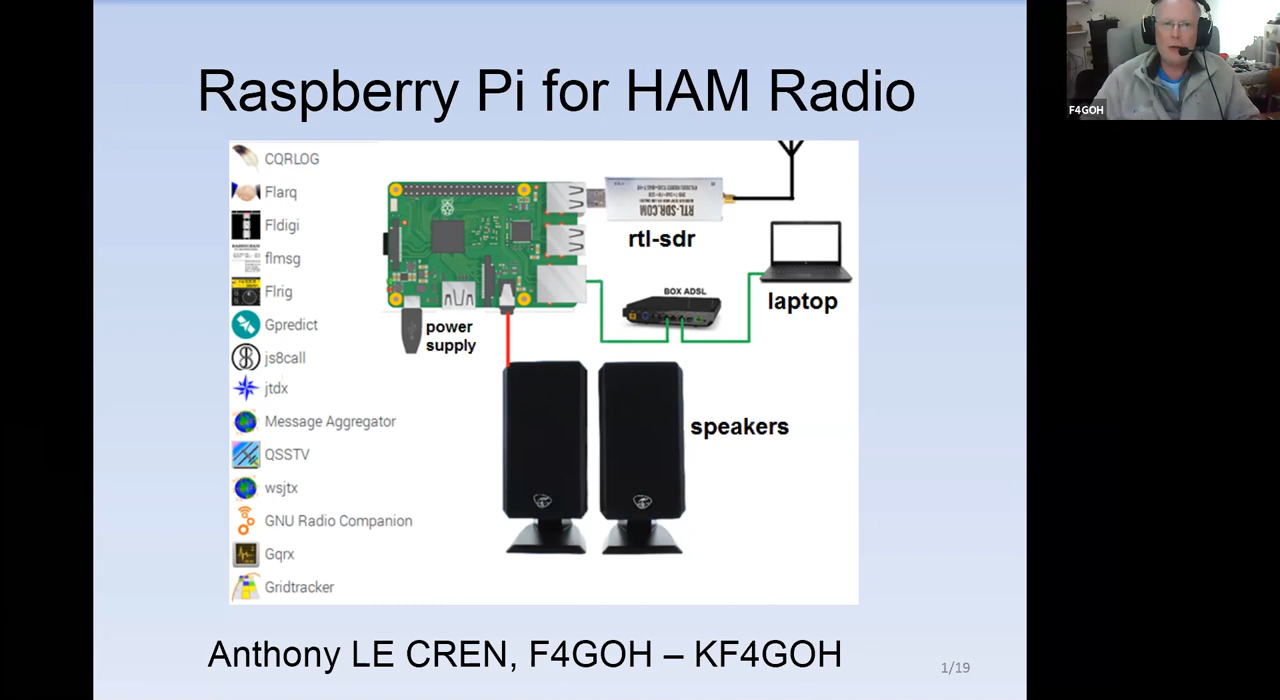 Raspberry Pi for HAM Radio
F4GOH
CQRLOG
Flarq
Fldigi
flmsg
Flrig
Gpredict
js8call
jtdx
Message Aggregator
QSSTV
wsjtx
GNU Radio Companion
Gqrx
Gridtracker
RTL-SDR.COM
rtl-sdr
BOX ADSL
laptop
power
supply
speakers
Anthony LE CREN, F4GOH – KF4GOH
1/19